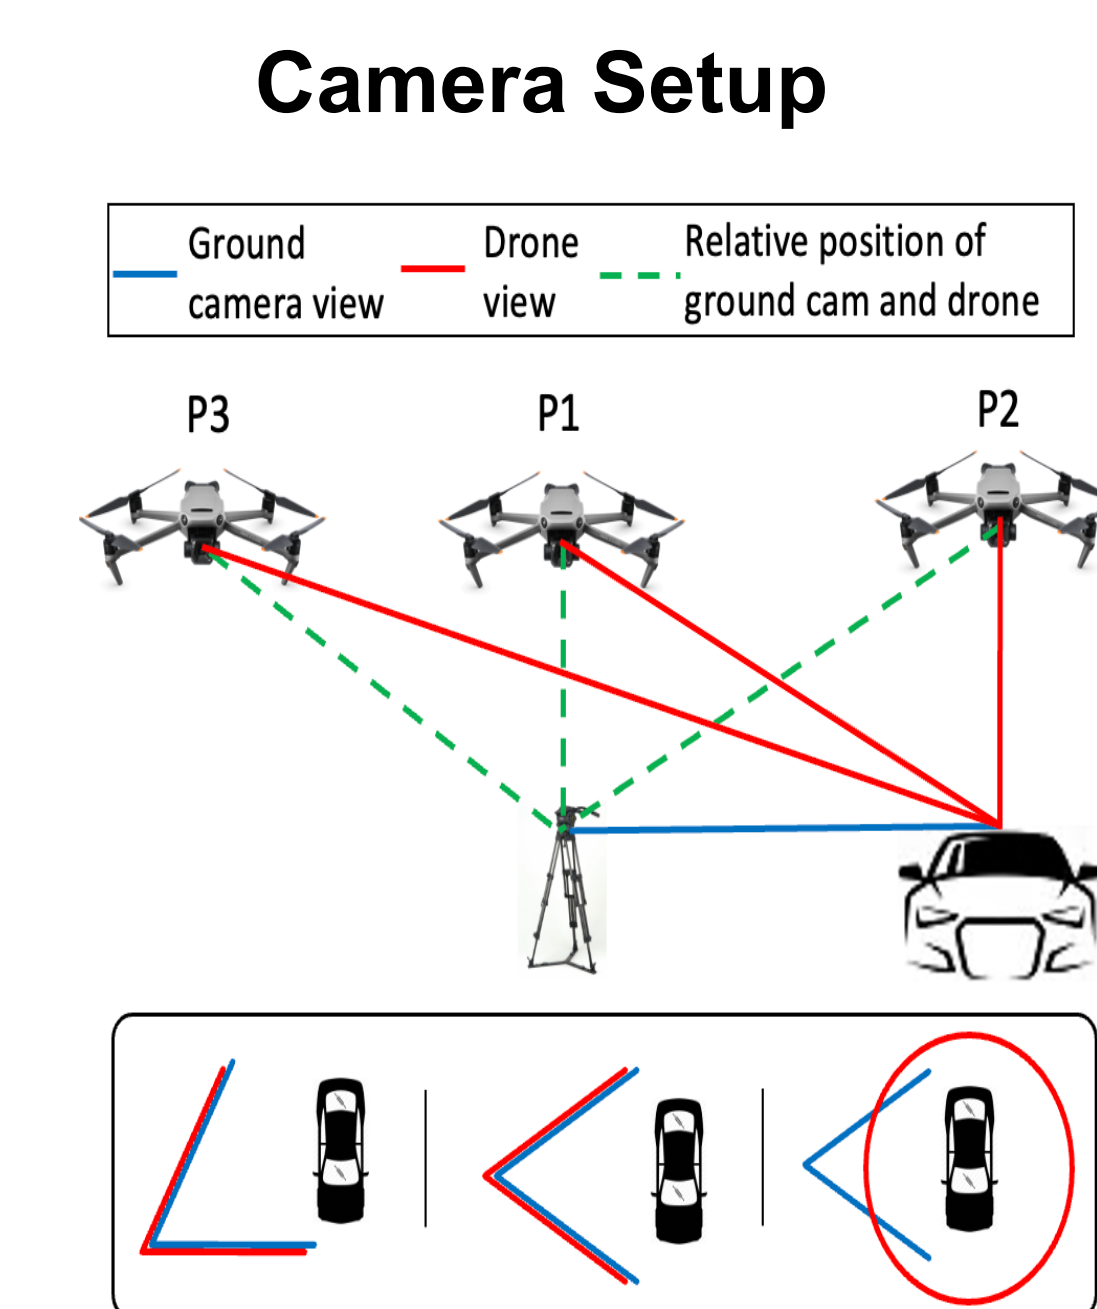 Camera Setup
Ground
camera view
Drone
view
Relative position of
ground cam and drone
P3
P1
P2